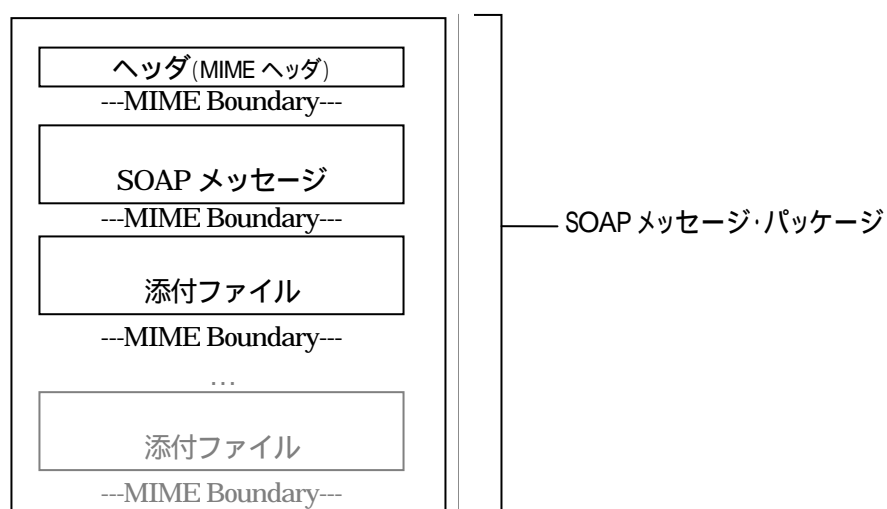 ヘッダ(MIME ヘッダ)
---MIME Boundary---
SOAP メッセージ
---MIME Boundary---
SOAP メッセージ・パッケージ
添付ファイル
---MIME Boundary---
...
添付ファイル
---MIME Boundary---